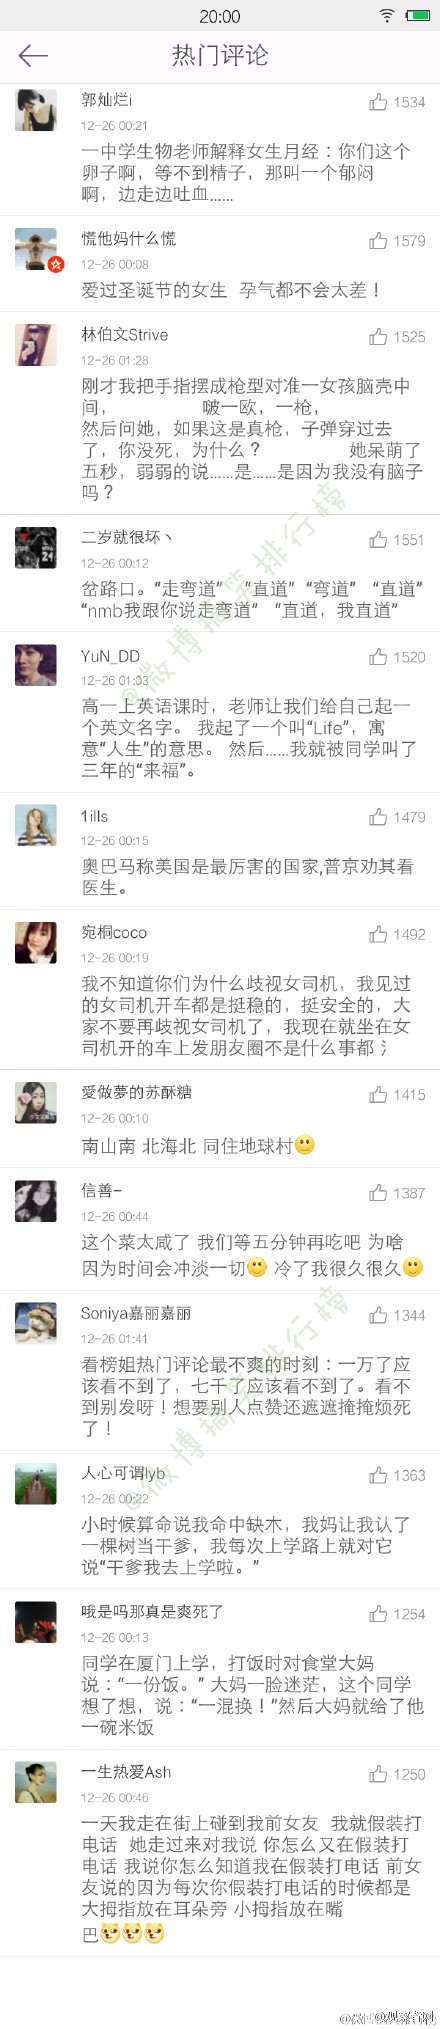 20:00
热门评论
郭灿烂i
1534
12-26 00:21
一中学生物老师解释女生月经：你们这个
卵子啊，等不到精子，那叫一个郁闷
啊，边走边吐血……
慌他妈什么慌
1579
12-26 00:08
爱过圣诞节的女生 孕气都不会太差！
林伯文Strive
1525
12-26 01:28
刚才我把手指摆成枪型对准一女孩脑壳中
间， 啵一欧，一枪，
然后问她，如果这是真枪，子弹穿过去
了，你没死，为什么？ 她呆萌了
五秒，弱弱的说……是……是因为我没有脑子
吗？
二岁就很坏丶
1551
12-26 00:12
岔路口。“走弯道” “直道” “弯道” “直道”
“nmb我跟你说走弯道” “直道，我直道”
YuN_DD
1520
12-26 01:03
高一上英语课时，老师让我们给自己起一
个英文名字。 我起了一个叫“Life”，寓
意“人生”的意思。 然后……我就被同学叫了
三年的“来福”。
1ills
1479
12-26 00:15
奥巴马称美国是最厉害的国家,普京劝其看
医生。
宛桐coco
1492
12-26 00:19
我不知道你们为什么歧视女司机，我见过
的女司机开车都是挺稳的，挺安全的，大
家不要再歧视女司机了，我现在就坐在女
司机开的车上发朋友圈不是什么事都氵
愛做夢的苏酥糖
1415
12-26 00:10
南山南 北海北 同住地球村🙂
信善-
1387
12-26 00:44
这个菜太咸了 我们等五分钟再吃吧 为啥
因为时间会冲淡一切🙂 冷了我很久很久🙂
Soniya嘉丽嘉丽
1344
12-26 01:41
看榜姐热门评论最不爽的时刻：一万了应
该看不到了，七千了应该看不到了。看不
到别发呀！想要别人点赞还遮遮掩掩烦死
了！
人心可谓lyb
1363
12-26 00:22
小时候算命说我命中缺木，我妈让我认了
一棵树当干爹，我每次上学路上就对它
说“干爹我去上学啦。”
哦是吗那真是爽死了
1254
12-26 00:13
同学在厦门上学，打饭时对食堂大妈
说：“一份饭。” 大妈一脸迷茫，这个同学
想了想，说：“一混换！”然后大妈就给了他
一碗米饭
一生热爱Ash
1250
12-26 00:46
一天我走在街上碰到我前女友 我就假装打
电话 她走过来对我说 你怎么又在假装打
电话 我说你怎么知道我在假装打电话 前女
友说的因为每次你假装打电话的时候都是
大拇指放在耳朵旁 小拇指放在嘴
巴
@微博搞笑排行榜
@微博搞笑排行榜